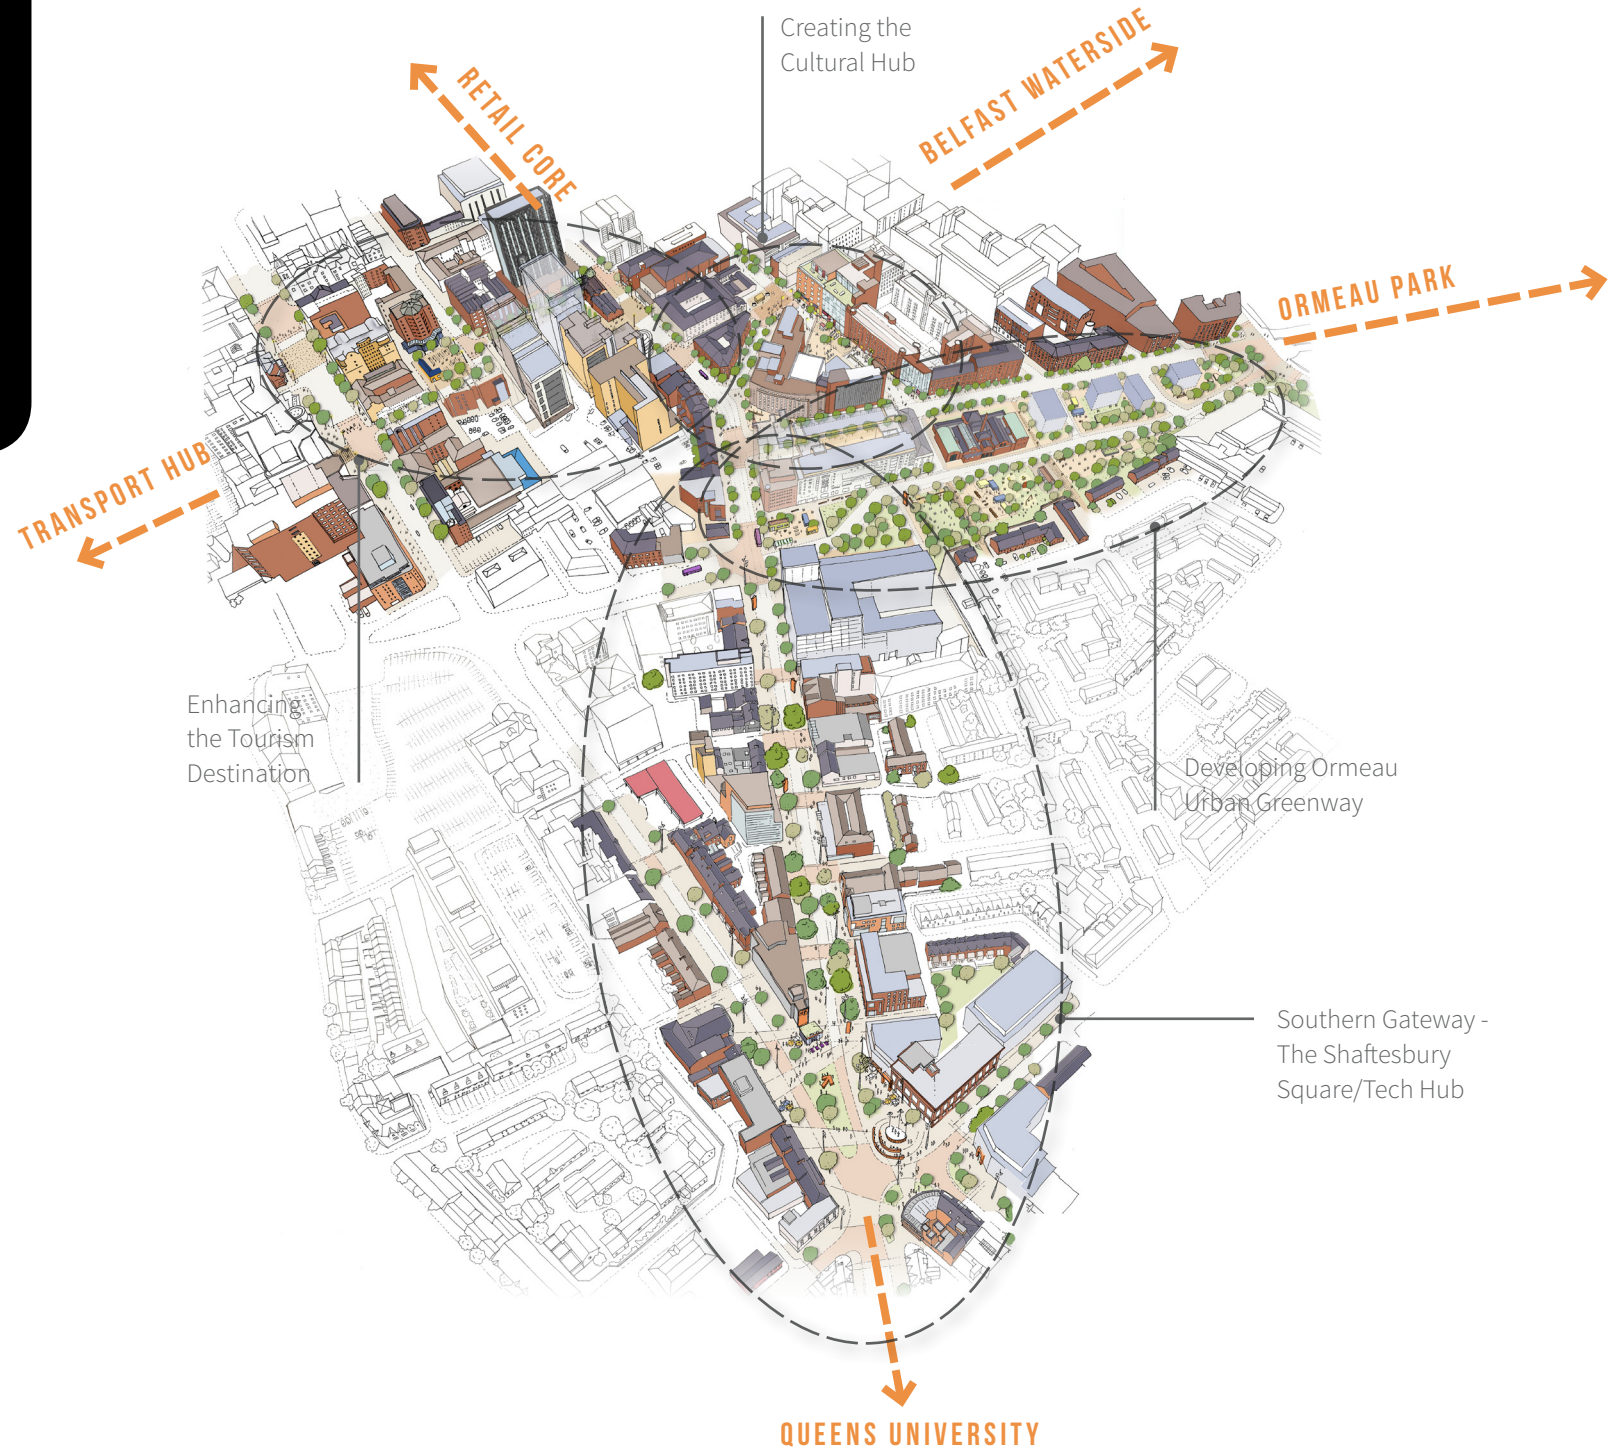 Creating the
Cultural Hub
BELFAST WATERSIDE
RETAIL CORE
ORMEAU PARK
TRANSPORT HUB
Enhancing
the Tourism
Destination
Developing Ormeau
Urban Greenway
Southern Gateway -
The Shaftesbury
Square/Tech Hub
QUEENS UNIVERSITY